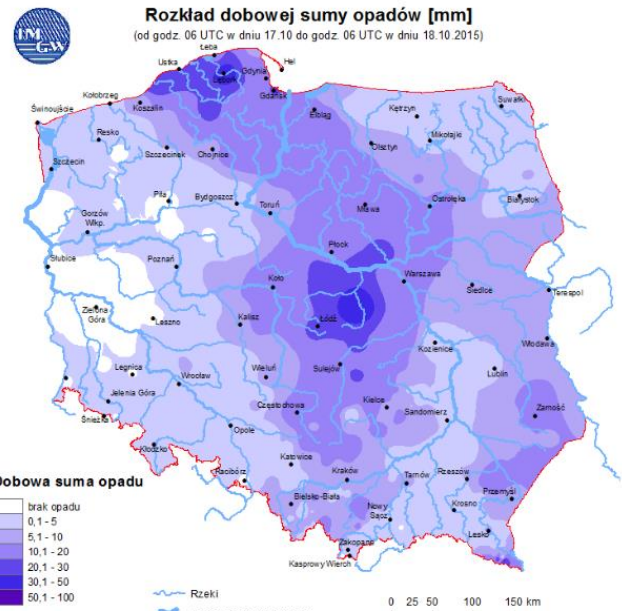 Rozkład dobowej sumy opadów [mm]
(od godz. 06 UTC w dniu 17.10 do godz. 06 UTC w dniu 18.10.2015)
IM
GW
Łeba
Ustka
Hel
Gdynia
Lębork
Gdańsk
Kołobrzeg
Koszalin
Elbląg
Kętrzyn
Suwałki
Świnoujście
Resko
Szczecinek
Chojnice
Olsztyn
Mikołajki
Szczecin
Piła
Bydgoszcz
Toruń
Mława
Ostrołęka
Białystok
Gorzów
Wlkp.
Płock
Słubice
Poznań
Koło
Warszawa
Siedlce
Terespol
Zielona
Góra
Leszno
Kalisz
Łódź
Kozienice
Włodawa
Legnica
Wrocław
Wieluń
Sulejów
Lublin
Jelenia Góra
Śnieżka
Częstochowa
Kielce
Sandomierz
Zamość
Kłodzko
Opole
Katowice
Racibórz
Kraków
Tarnów
Rzeszów
Przemyśl
Bielsko-Biała
Nowy
Sącz
Krosno
Lesko
Zakopane
Kasprowy Wierch
Dobowa suma opadu
brak opadu
0,1 - 5
5,1 - 10
10,1 - 20
20,1 - 30
30,1 - 50
50,1 - 100
Rzeki
0 25 50 100 150 km